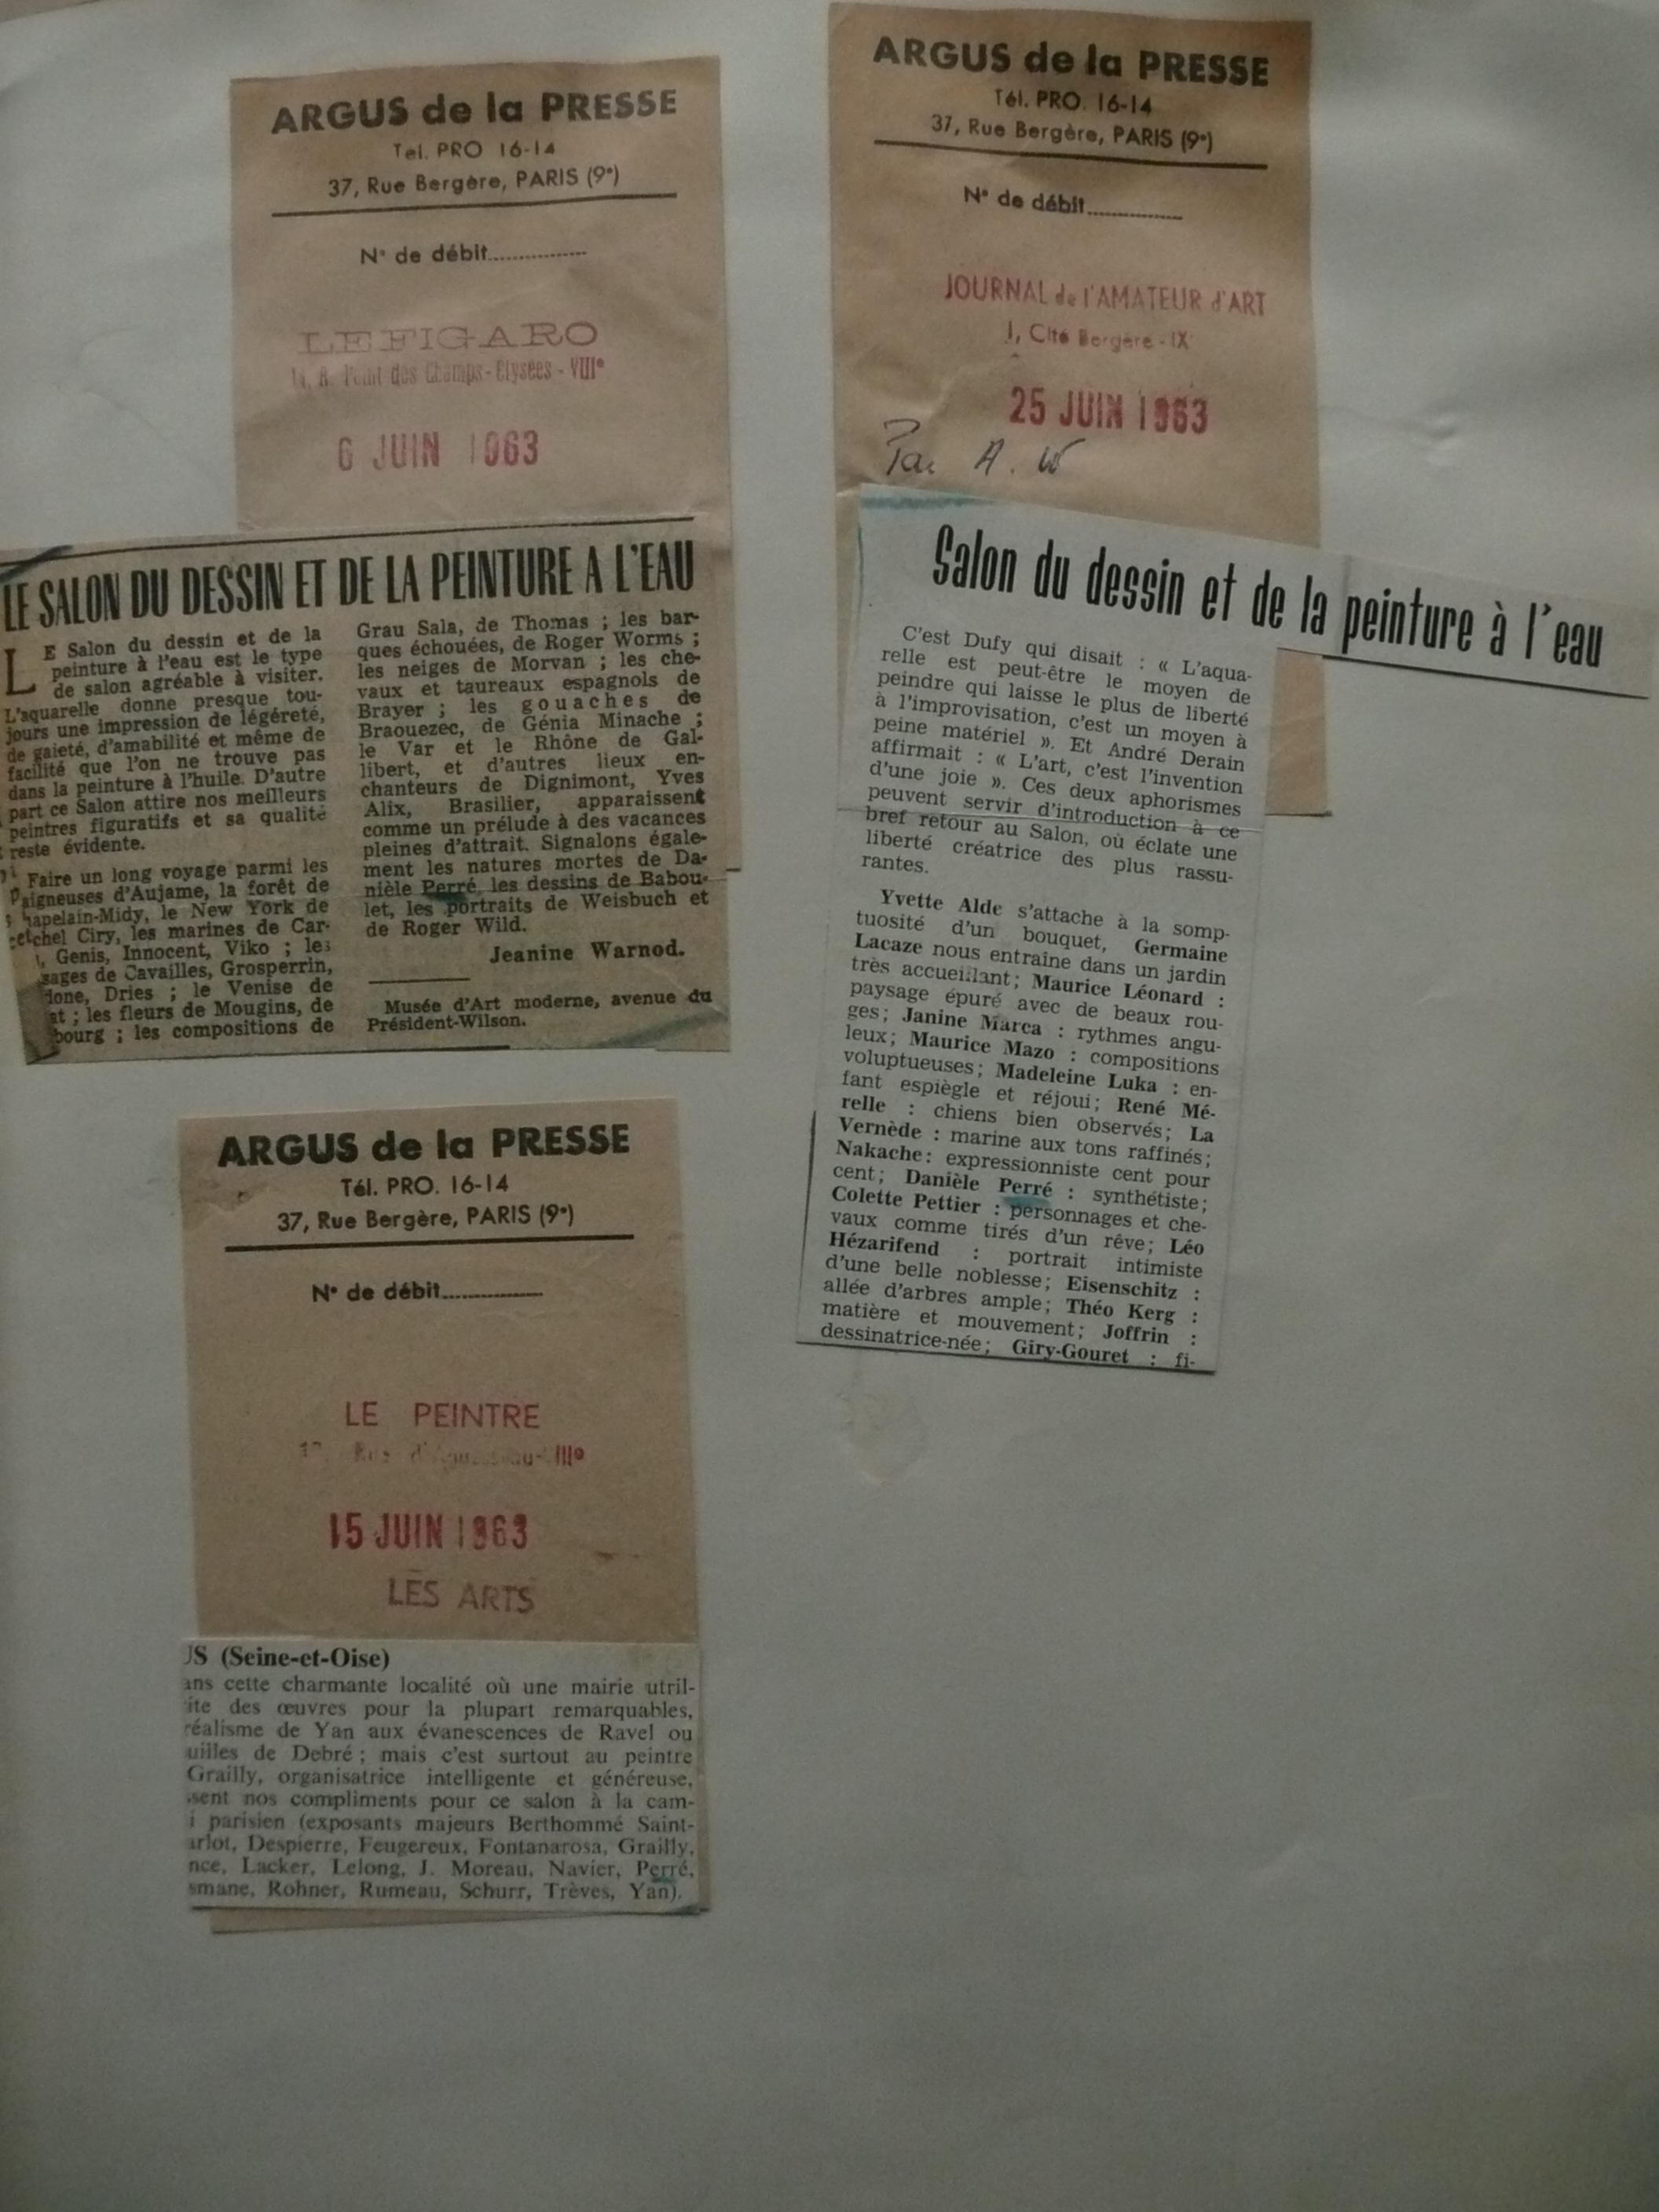 ARGUS de la PRESSE
Tel. PRO 16-14
37, Rue Bergère, PARIS (9e)
N° de débit
LE FIGARO
14, R. Point des Champs-Elysées - VIIIe
6 JUIN 1963
LE SALON DU DESSIN ET DE LA PEINTURE A L'EAU
LE Salon du dessin et de la
peinture à l'eau est le type
de salon agréable à visiter.
L'aquarelle donne presque tou-
jours une impression de légèreté,
de gaieté, d'amabilité et même de
facilité que l'on ne trouve pas
dans la peinture à l'huile. D'autre
part ce Salon attire nos meilleurs
peintres figuratifs et sa qualité
reste évidente.
Faire un long voyage parmi les
aigneuses d'Aujame, la forêt de
hapelain-Midy, le New York de
chel Ciry, les marines de Car-
, Genis, Innocent, Viko ; les
sages de Cavailles, Grosperrin,
done, Dries ; le Venise de
at ; les fleurs de Mougins, de
bourg ; les compositions de
Grau Sala, de Thomas ; les bar-
ques échouées, de Roger Worms ;
les neiges de Morvan ; les che-
vaux et taureaux espagnols de
Brayer ; les gouaches de
Braouezec, de Génia Minache ;
le Var et le Rhône de Gal-
libert, et d'autres lieux en-
chanteurs de Dignimont, Yves
Alix, Brasilier, apparaissent
comme un prélude à des vacances
pleines d'attrait. Signalons égale-
ment les natures mortes de Da-
nièle Perré, les dessins de Babou-
let, les portraits de Weisbuch et
de Roger Wild.
Jeanine Warnod.
Musée d'Art moderne, avenue du
Président-Wilson.
ARGUS de la PRESSE
Tél. PRO. 16-14
37, Rue Bergère, PARIS (9e)
N° de débit
JOURNAL de l'AMATEUR d'ART
1, Cité Bergère - IX
25 JUIN 1963
Par A. W
Salon du dessin et de la peinture à l'eau
C'est Dufy qui disait : « L'aqua-
relle est peut-être le moyen de
peindre qui laisse le plus de liberté
à l'improvisation, c'est un moyen à
peine matériel ». Et André Derain
affirmait : « L'art, c'est l'invention
d'une joie ». Ces deux aphorismes
peuvent servir d'introduction à ce
bref retour au Salon, où éclate une
liberté créatrice des plus rassu-
rantes.
Yvette Alde s'attache à la somp-
tuosité d'un bouquet, Germaine
Lacaze nous entraîne dans un jardin
très accueillant ; Maurice Léonard :
paysage épuré avec de beaux rou-
ges ; Janine Marca : rythmes angu-
leux ; Maurice Mazo : compositions
voluptueuses ; Madeleine Luka : en-
fant espiègle et réjoui ; René Mé-
relle : chiens bien observés ; La
Vernède : marine aux tons raffinés ;
Nakache : expressionniste cent pour
cent ; Danièle Perré : synthétiste ;
Colette Pettier : personnages et che-
vaux comme tirés d'un rêve ; Léo
Hézarifend : portrait intimiste
d'une belle noblesse ; Eisenschitz :
allée d'arbres ample ; Théo Kerg :
matière et mouvement ; Joffrin :
dessinatrice-née ; Giry-Gouret : fi-
ARGUS de la PRESSE
Tél. PRO. 16-14
37, Rue Bergère, PARIS (9e)
N° de débit
LE PEINTRE
15 JUIN 1963
LES ARTS
US (Seine-et-Oise)
ans cette charmante localité où une mairie utril-
ite des œuvres pour la plupart remarquables,
réalisme de Yan aux évanescences de Ravel ou
uilles de Debré ; mais c'est surtout au peintre
Grailly, organisatrice intelligente et généreuse,
sent nos compliments pour ce salon à la cam-
i parisien (exposants majeurs Berthommé Saint-
arlot, Despierre, Feugereux, Fontanarosa, Grailly,
nce, Lacker, Lelong, J. Moreau, Navier, Perré,
smane, Rohner, Rumeau, Schurr, Trèves, Yan).